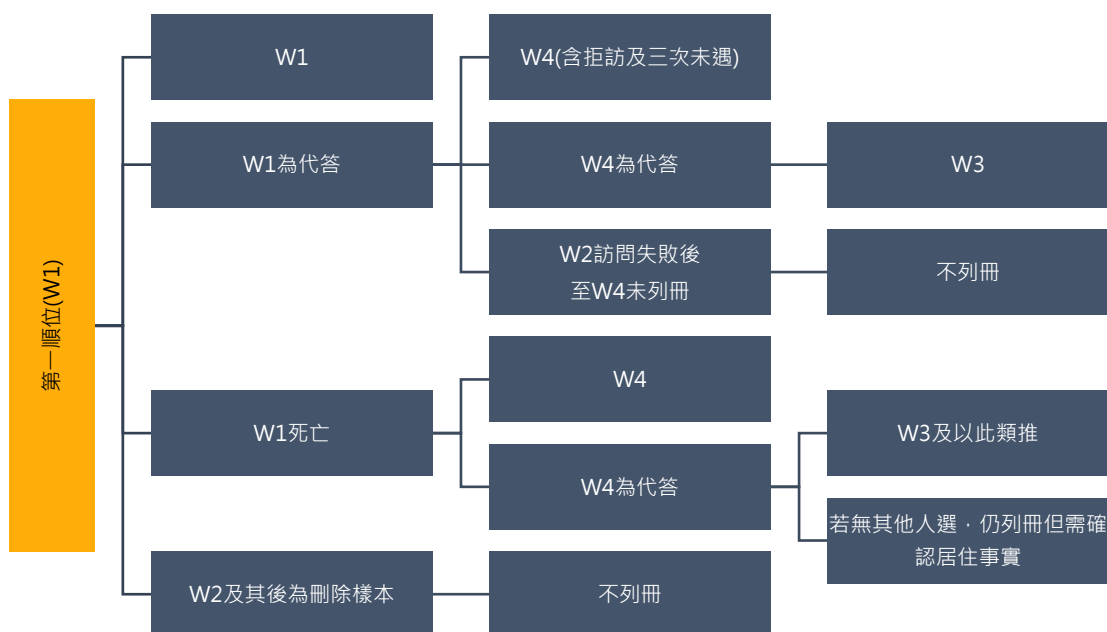 第一順位(W1)
W1
W1為代答
W4(含拒訪及三次未遇)
W4為代答
W3
W2訪問失敗後
至W4未列冊
不列冊
W1死亡
W4
W4為代答
W3及以此類推
若無其他人選，仍列冊但需確
認居住事實
W2及其後為刪除樣本
不列冊